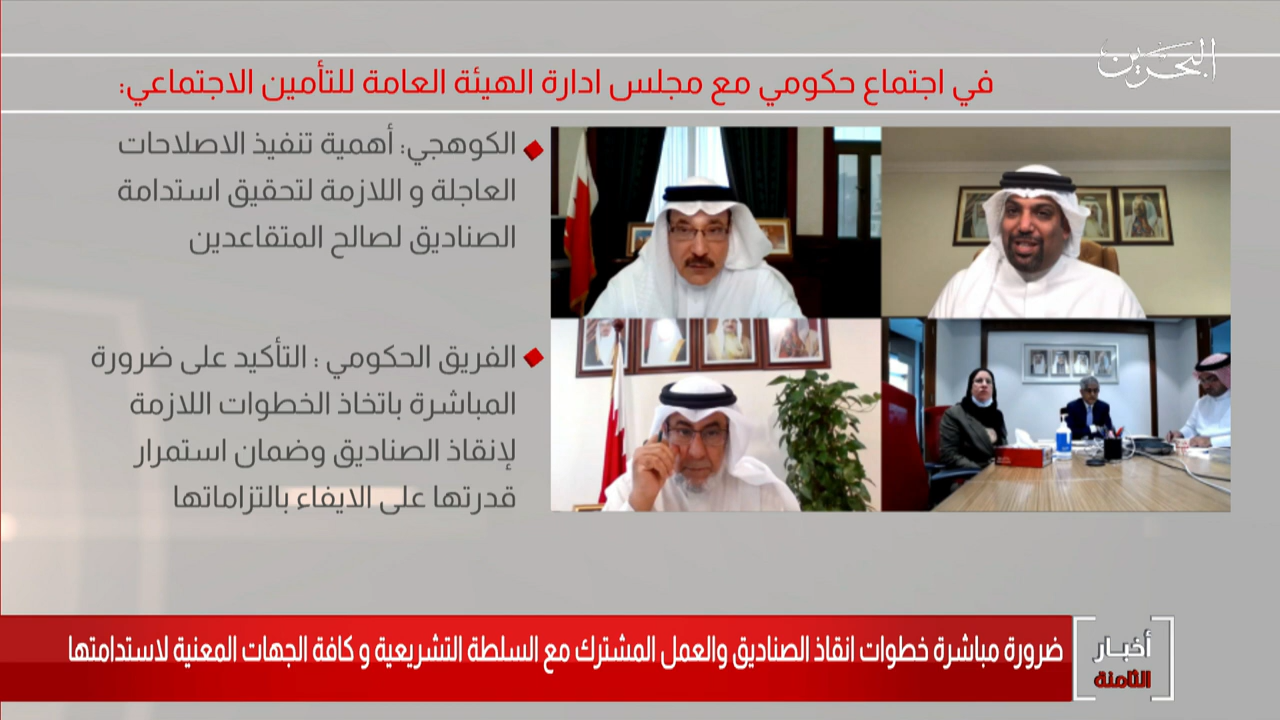 البحرين
في اجتماع حكومي مع مجلس ادارة الهيئة العامة للتأمين الاجتماعي:
الكوهجي: أهمية تنفيذ الاصلاحات
العاجلة و اللازمة لتحقيق استدامة
الصناديق لصالح المتقاعدين
الفريق الحكومي : التأكيد على ضرورة
المباشرة باتخاذ الخطوات اللازمة
لإنقاذ الصناديق وضمان استمرار
قدرتها على الايفاء بالتزاماتها
أخبار
الثامنة
ضرورة مباشرة خطوات انقاذ الصناديق والعمل المشترك مع السلطة التشريعية و كافة الجهات المعنية لاستدامتها